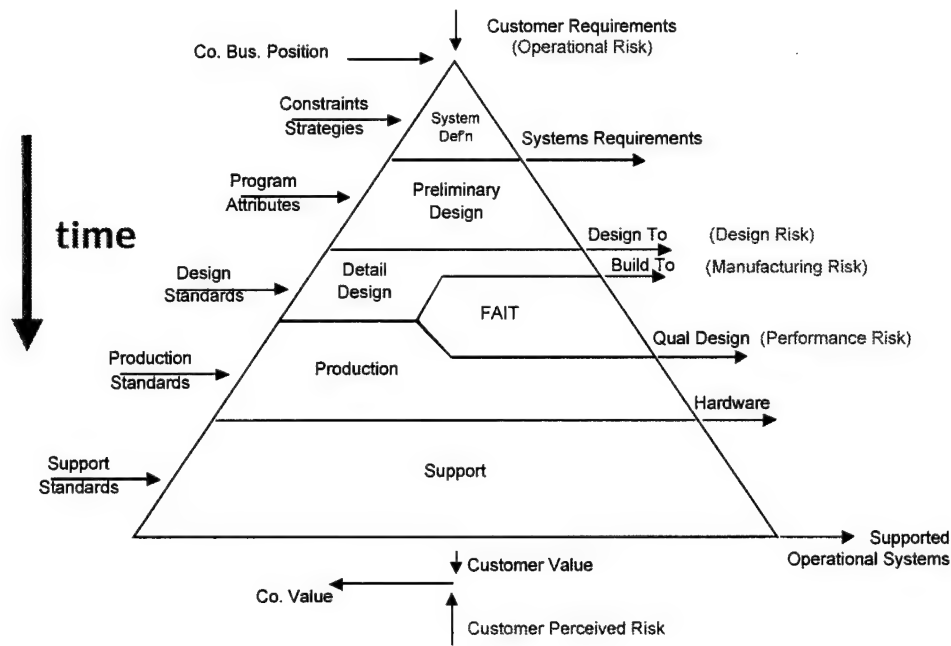 Customer Requirements
(Operational Risk)
Co. Bus. Position
Constraints
Strategies
System
Def'n
Systems Requirements
Program
Attributes
Preliminary
Design
time
Design To (Design Risk)
Build To (Manufacturing Risk)
Design
Standards
Detail
Design
FAIT
Qual Design (Performance Risk)
Production
Standards
Production
Hardware
Support
Standards
Support
Supported
Operational Systems
Customer Value
Co. Value
Customer Perceived Risk